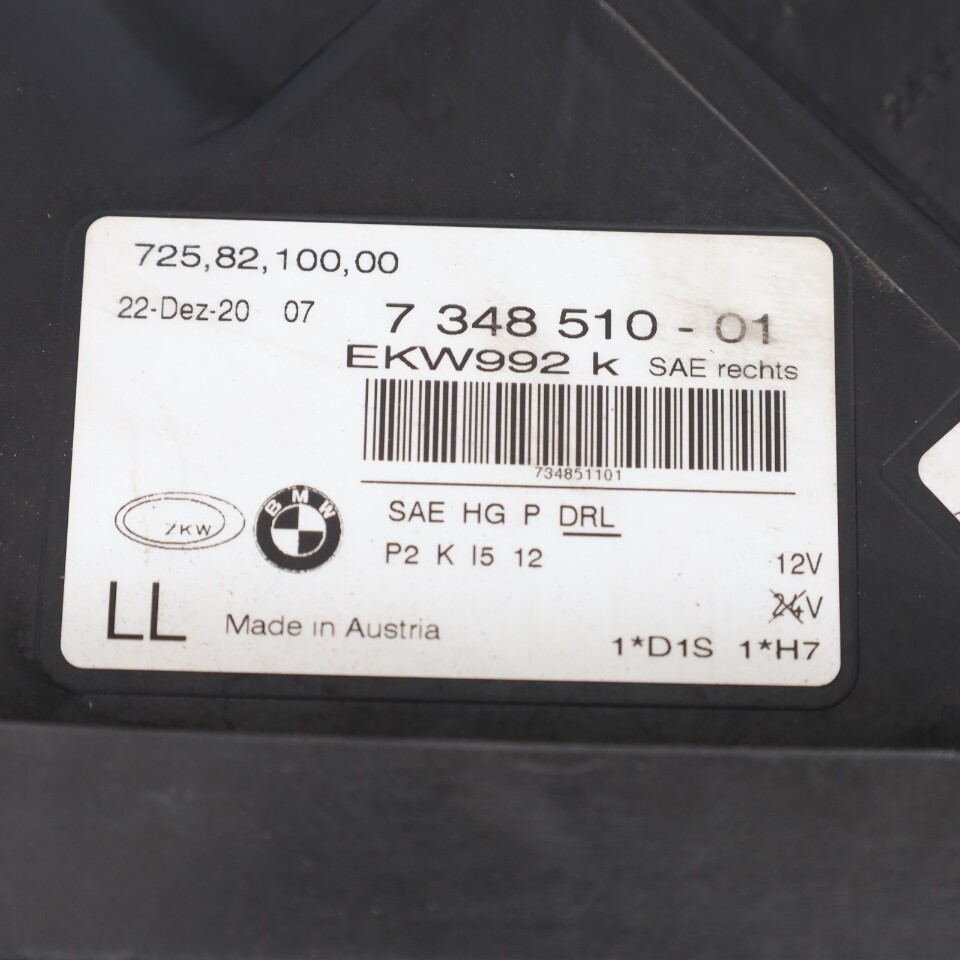 725,82,100,00
22-Dez-20 07 7 348 510 - 01
EKW992 K SAE rechts
734851101
SAE HG P DRL
P2 K I5 12
ZKW BMW
12V
24V
LL Made in Austria
1*D1S 1*H7